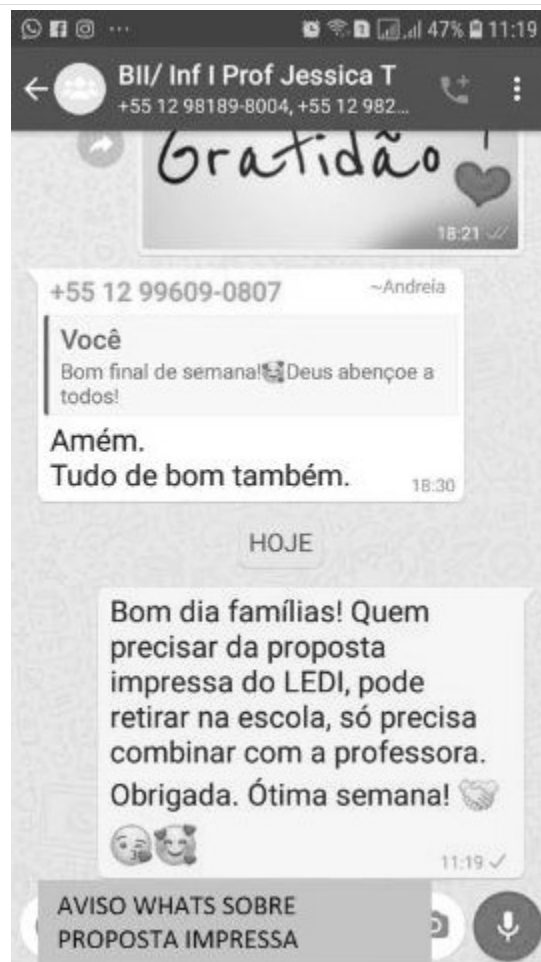 47% 11:19
BII/ Inf I Prof Jessica T
+55 12 98189-8004, +55 12 982...
Gratidão!
18:21
+55 12 99609-0807 ~Andreia
Você
Bom final de semana! Deus abençoe a
todos!
Amém.
Tudo de bom também. 18:30
HOJE
Bom dia famílias! Quem
precisar da proposta
impressa do LEDI, pode
retirar na escola, só precisa
combinar com a professora.
Obrigada. Ótima semana!
11:19
AVISO WHATS SOBRE
PROPOSTA IMPRESSA